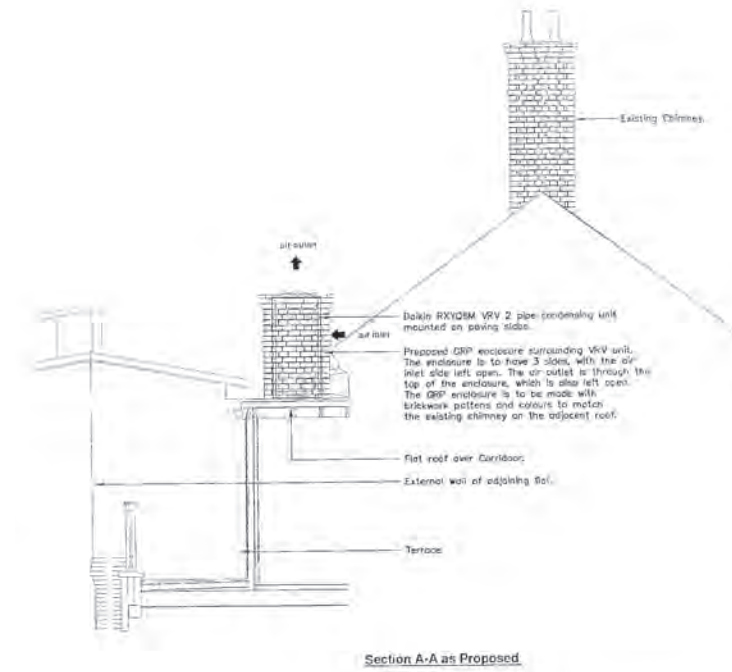 Existing Chimney.
air outlet
Daikin RXYQ8M VRV 2 pipe condensing unit
mounted on paving slabs.
air inlet
Proposed GRP enclosure surrounding VRV unit.
The enclosure is to have 3 sides, with the air
inlet side left open. The air outlet is through the
top of the enclosure, which is also left open.
The GRP enclosure is to be made with
brickwork pattens and colours to match
the existing chimney on the adjacent roof.
Flat roof over Corridoor.
External wall of adjoining flat.
Terrace
Section A-A as Proposed